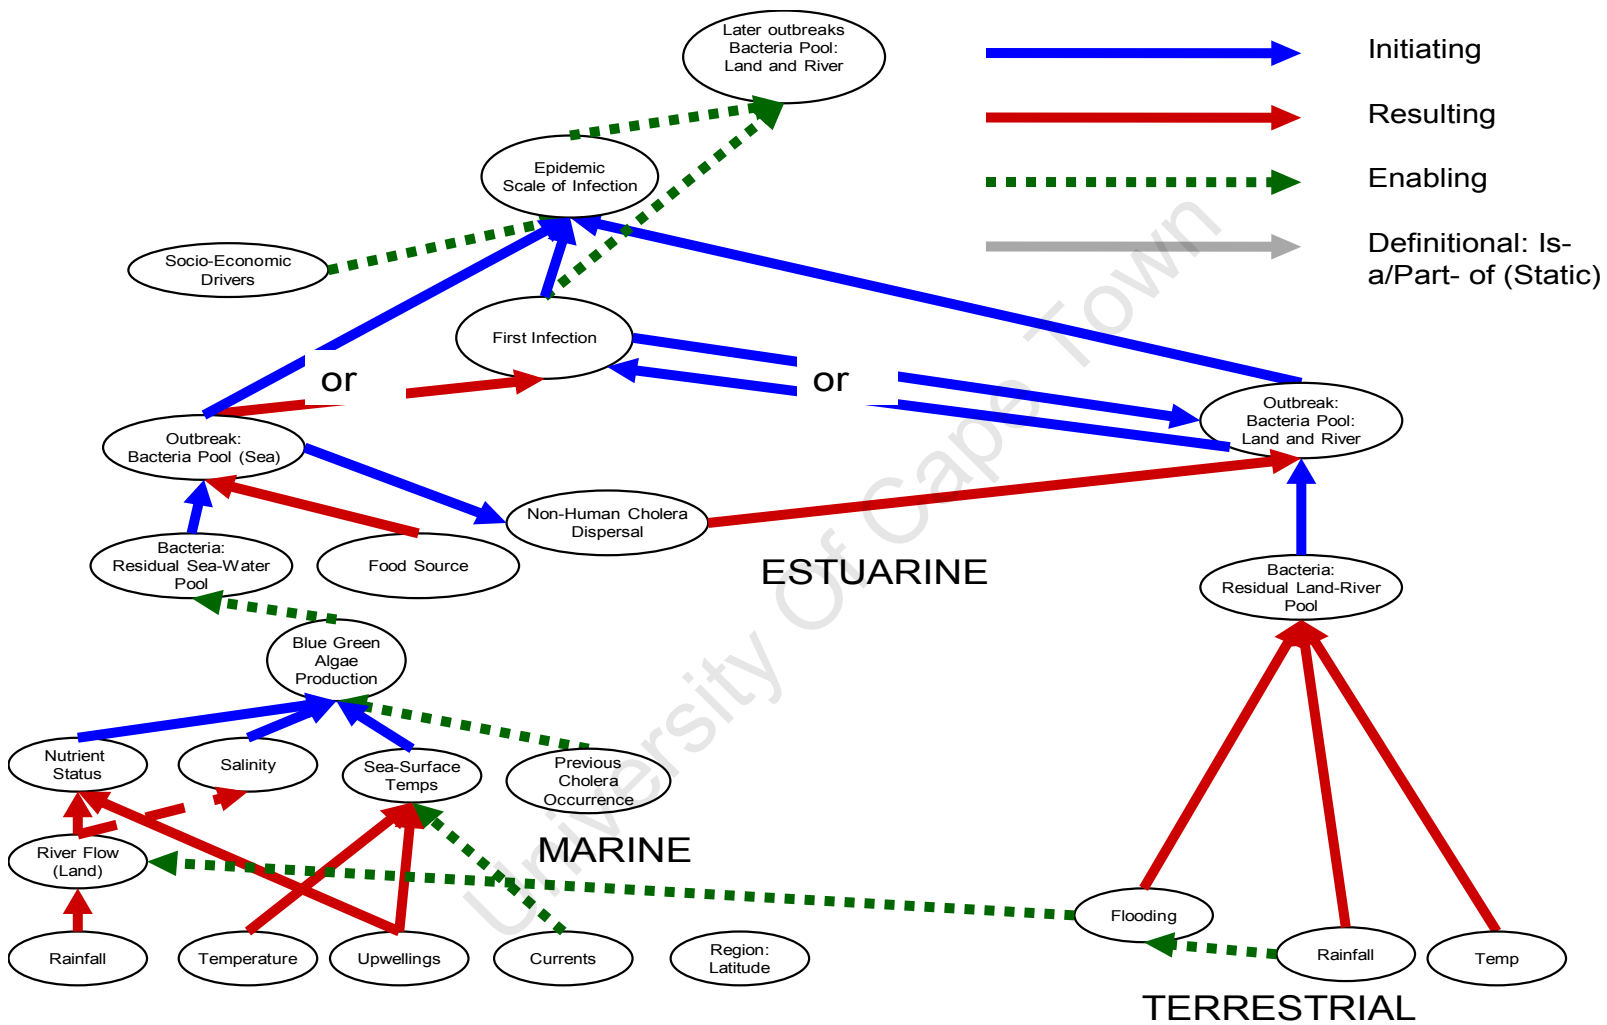 Later outbreaks
Bacteria Pool:
Land and River
Initiating
Resulting
Enabling
Definitional: Is-
a/Part- of (Static)
Epidemic
Scale of Infection
Socio-Economic
Drivers
First Infection
or
or
Outbreak:
Bacteria Pool:
Land and River
Outbreak:
Bacteria Pool (Sea)
Non-Human Cholera
Dispersal
Bacteria:
Residual Sea-Water
Pool
Food Source
ESTUARINE
Bacteria:
Residual Land-River
Pool
Blue Green
Algae
Production
Nutrient
Status
Salinity
Sea-Surface
Temps
Previous
Cholera
Occurrence
MARINE
River Flow
(Land)
Flooding
Rainfall
Temperature
Upwellings
Currents
Region:
Latitude
Rainfall
Temp
TERRESTRIAL
University Of Cape Town